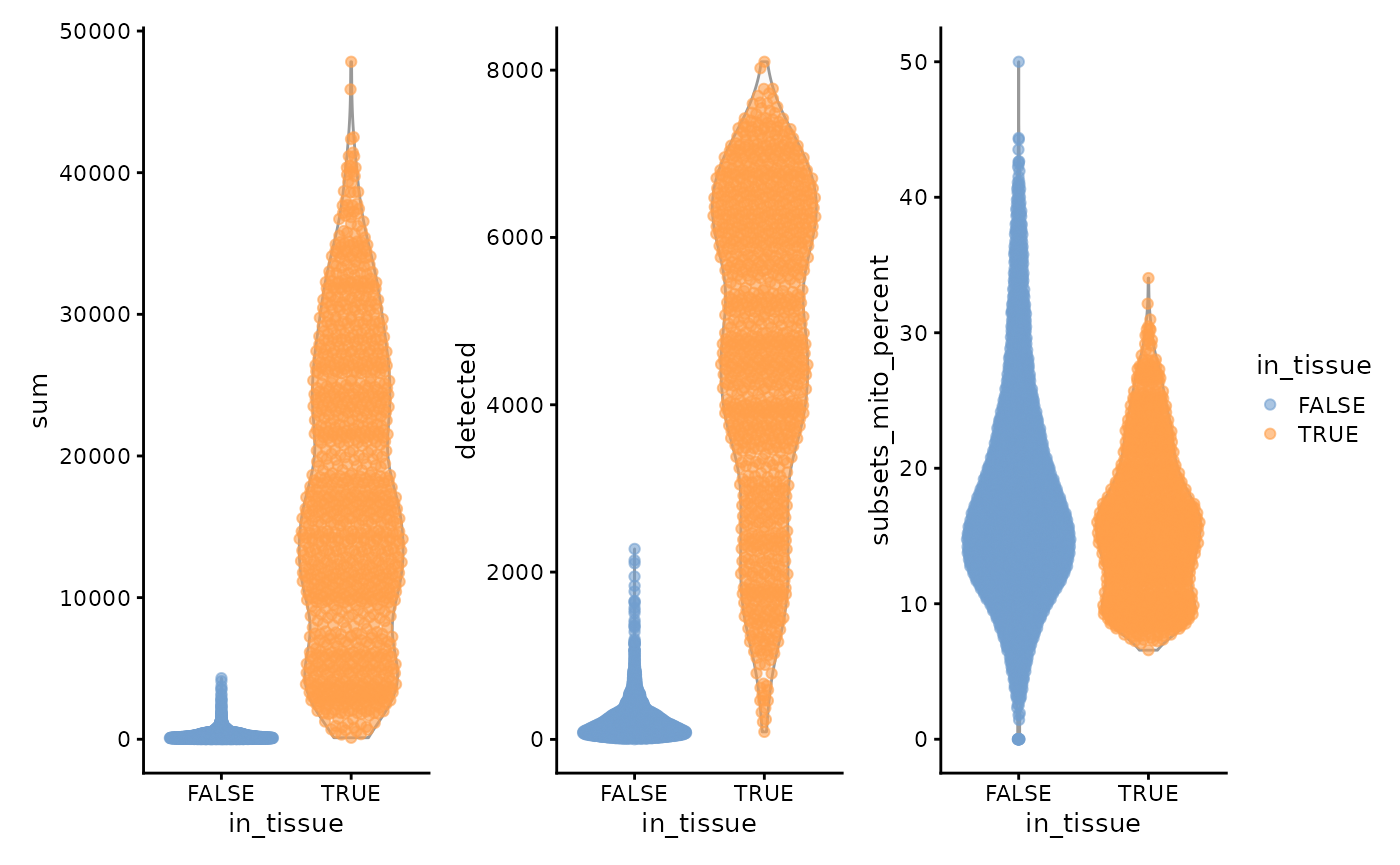 sum
50000
40000
30000
20000
10000
0
FALSE TRUE
in_tissue
detected
8000
6000
4000
2000
0
FALSE TRUE
in_tissue
subsets_mito_percent
50
40
30
20
10
0
FALSE TRUE
in_tissue
in_tissue
FALSE
TRUE